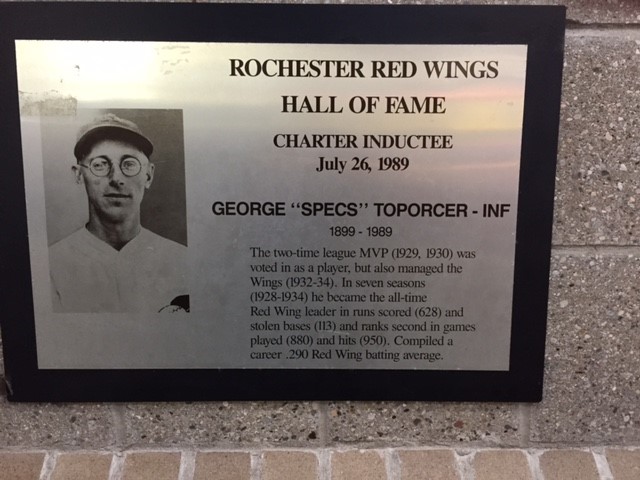 ROCHESTER RED WINGS
HALL OF FAME
CHARTER INDUCTEE
July 26, 1989
GEORGE "SPECS" TOPORCER - INF
1899 - 1989
The two-time league MVP (1929, 1930) was
voted in as a player, but also managed the
Wings (1932-34). In seven seasons
(1928-1934) he became the all-time
Red Wing leader in runs scored (628) and
stolen bases (113) and ranks second in games
played (880) and hits (950). Compiled a
career .290 Red Wing batting average.